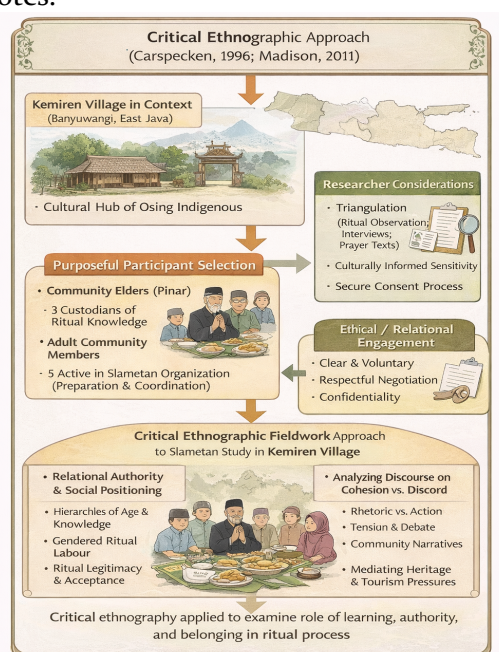 otes:
Critical Ethnographic Approach
(Carspecken, 1996; Madison, 2011)
Kemiren Village in Context
(Banyuwangi, East Java)
· Cultural Hub of Osing Indigenous
Researcher Considerations
· Triangulation
(Ritual Observation;
Interviews;
Prayer Texts)
· Culturally Informed Sensitivity
· Secure Consent Process
Purposeful Participant Selection
• Community Elders (Pinar)
· 3 Custodians of
Ritual Knowledge
• Adult Community
Members
· 5 Active in Slametan Organization
(Preparation & Coordination)
Ethical / Relational
Engagement
· Clear & Voluntary
· Respectful Negotiation
· Confidentiality
Critical Ethnographic Fieldwork Approach
to Slametan Study in Kemiren Village
• Relational Authority
& Social Positioning
• Hierarchies of Age &
Knowledge
• Gendered Ritual
Labour
• Ritual Legitimacy
& Acceptance
• Analyzing Discourse on
Cohesion vs. Discord
• Rhetoric vs. Action
• Tensiun & Debate
• Community Narratives
• Mediating Heritage
& Tourism Pressures
Critical ethnography applied to examine role of learning, authority,
and belonging in ritual process